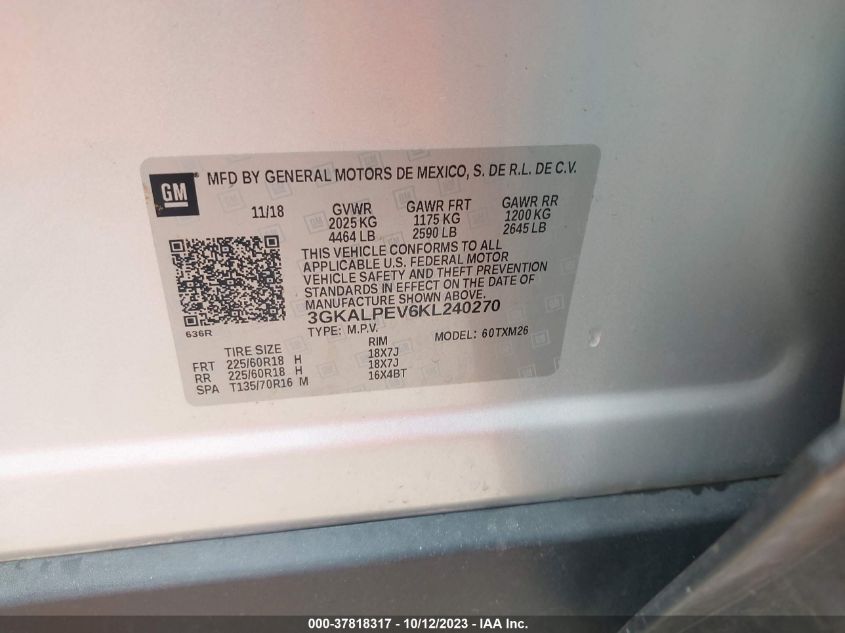 GM ® MFD BY GENERAL MOTORS DE MEXICO, S. DE R.L. DE C.V.
11/18 GVWR GAWR FRT GAWR RR
2025 KG 1175 KG 1200 KG
4464 LB 2590 LB 2645 LB
THIS VEHICLE CONFORMS TO ALL
APPLICABLE U.S. FEDERAL MOTOR
VEHICLE SAFETY AND THEFT PREVENTION
STANDARDS IN EFFECT ON THE DATE OF
MANUFACTURE SHOWN ABOVE.
636R
3GKALPEV6KL240270
TYPE: M.P.V. MODEL: 60TXM26
TIRE SIZE RIM
FRT 225/60R18 H 18X7J
RR 225/60R18 H 18X7J
SPA T135/70R16 M 16X4BT
000-37818317 - 10/12/2023 - IAA Inc.